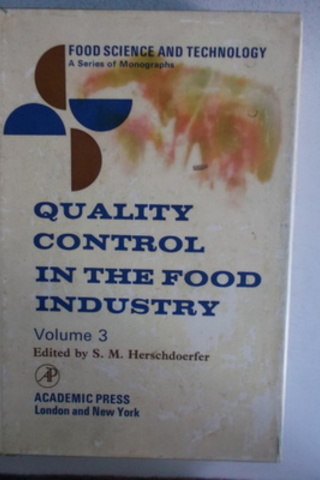 FOOD SCIENCE AND TECHNOLOGY
A Series of Monographs
QUALITY
CONTROL
IN THE FOOD
INDUSTRY
Volume 3
Edited by S. M. Herschdoerfer
AP
ACADEMIC PRESS
London and New York